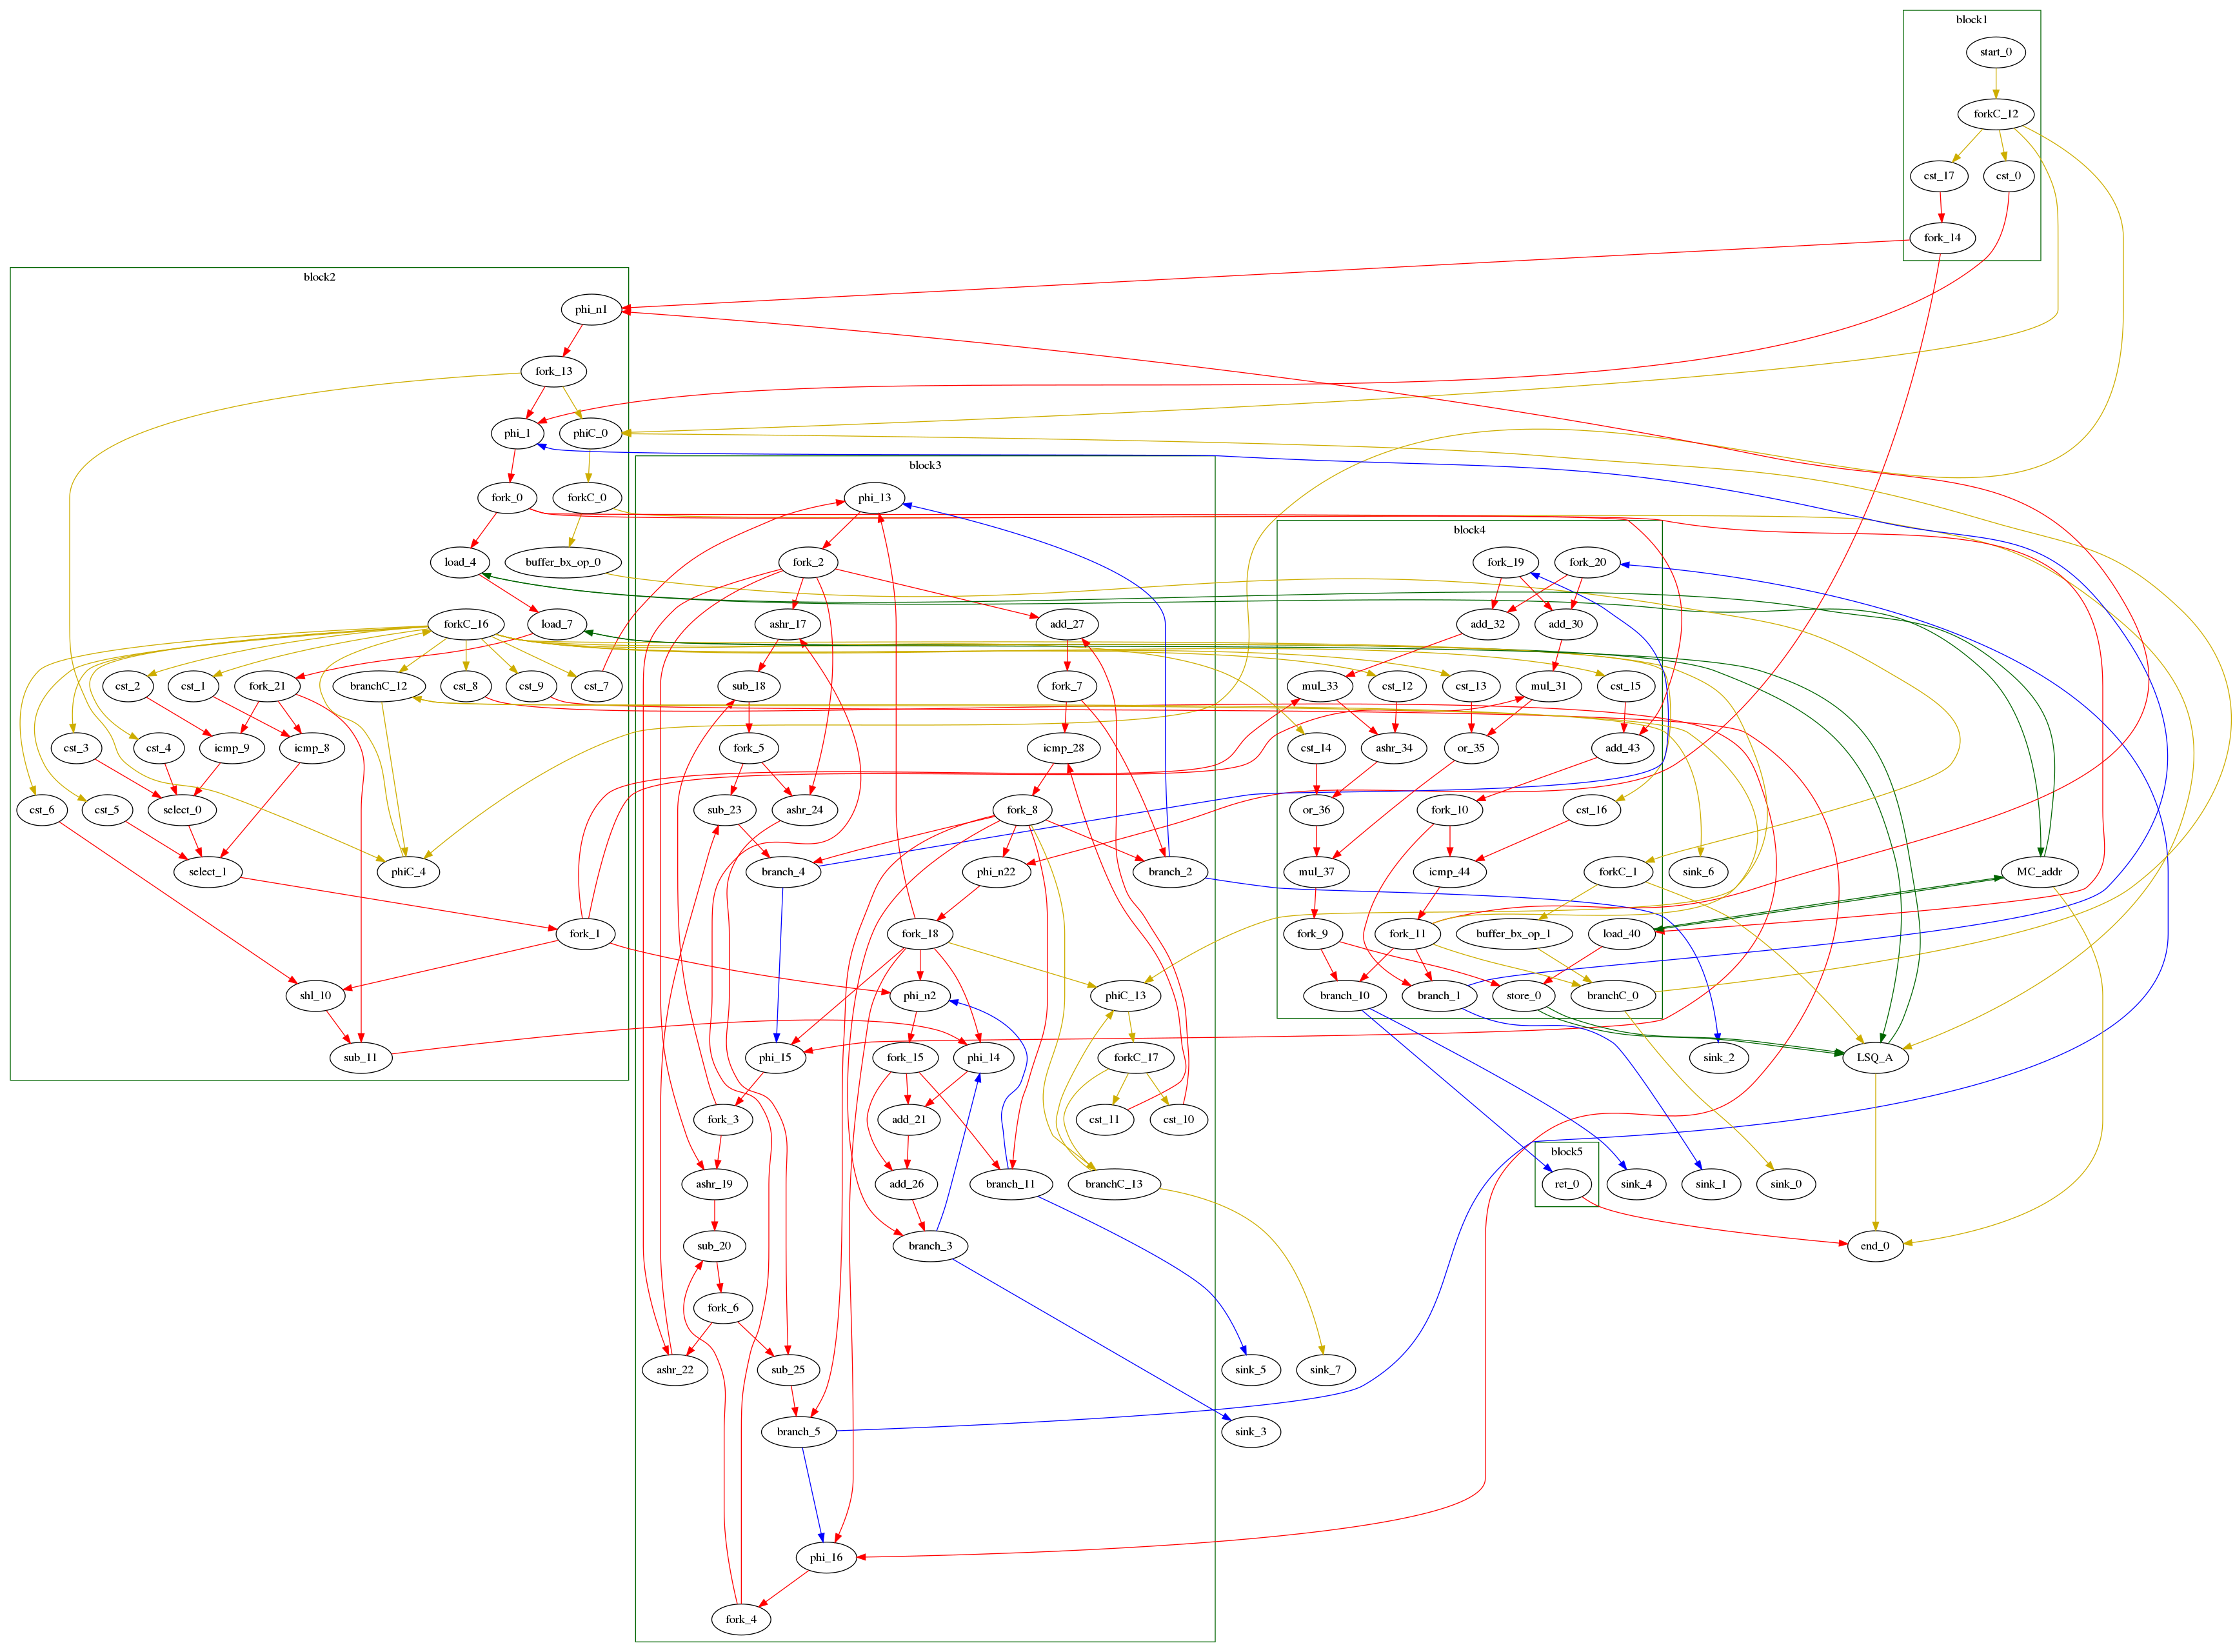 block1
start_0
forkC_12
cst_17
cst_0
fork_14
block2
phi_n1
fork_13
phi_1
phiC_0
fork_0
forkC_0
load_4
buffer_bx_op_0
forkC_16
load_7
cst_2
cst_1
fork_21
branchC_12
cst_8
cst_9
cst_7
cst_3
cst_4
icmp_9
icmp_8
cst_6
cst_5
select_0
select_1
phiC_4
fork_1
shl_10
sub_11
block3
phi_13
fork_2
ashr_17
add_27
sub_18
fork_7
fork_5
icmp_28
sub_23
ashr_24
fork_8
branch_4
phi_n22
branch_2
fork_18
phi_n2
phiC_13
phi_15
fork_15
phi_14
forkC_17
fork_3
add_21
cst_11
cst_10
ashr_19
add_26
branch_11
branchC_13
sub_20
branch_3
fork_6
ashr_22
sub_25
branch_5
phi_16
fork_4
block4
fork_19
fork_20
add_32
add_30
mul_33
cst_12
cst_13
mul_31
cst_15
cst_14
ashr_34
or_35
add_43
or_36
fork_10
cst_16
mul_37
icmp_44
forkC_1
fork_9
fork_11
buffer_bx_op_1
load_40
branch_10
branch_1
store_0
branchC_0
sink_6
MC_addr
sink_2
LSQ_A
block5
ret_0
sink_4
sink_1
sink_0
end_0
sink_5
sink_7
sink_3